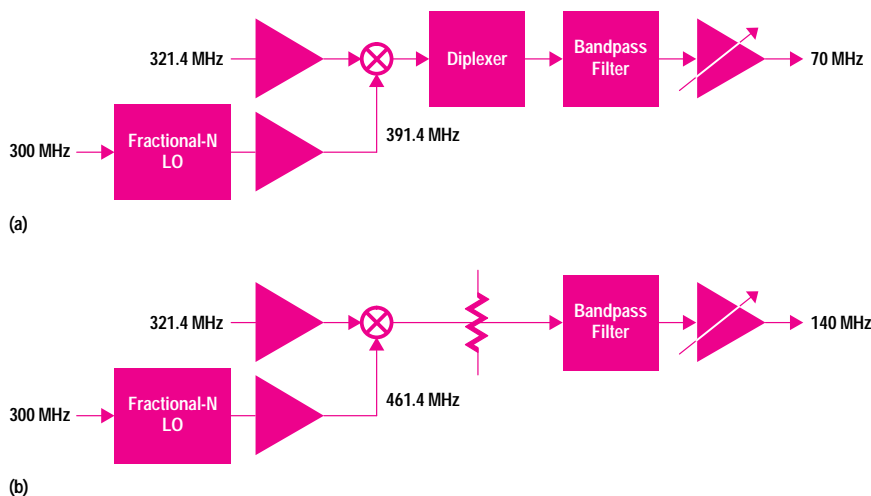 321.4 MHz
Diplexer
Bandpass
Filter
70 MHz
300 MHz
Fractional-N
LO
391.4 MHz
(a)
321.4 MHz
Bandpass
Filter
140 MHz
300 MHz
Fractional-N
LO
461.4 MHz
(b)